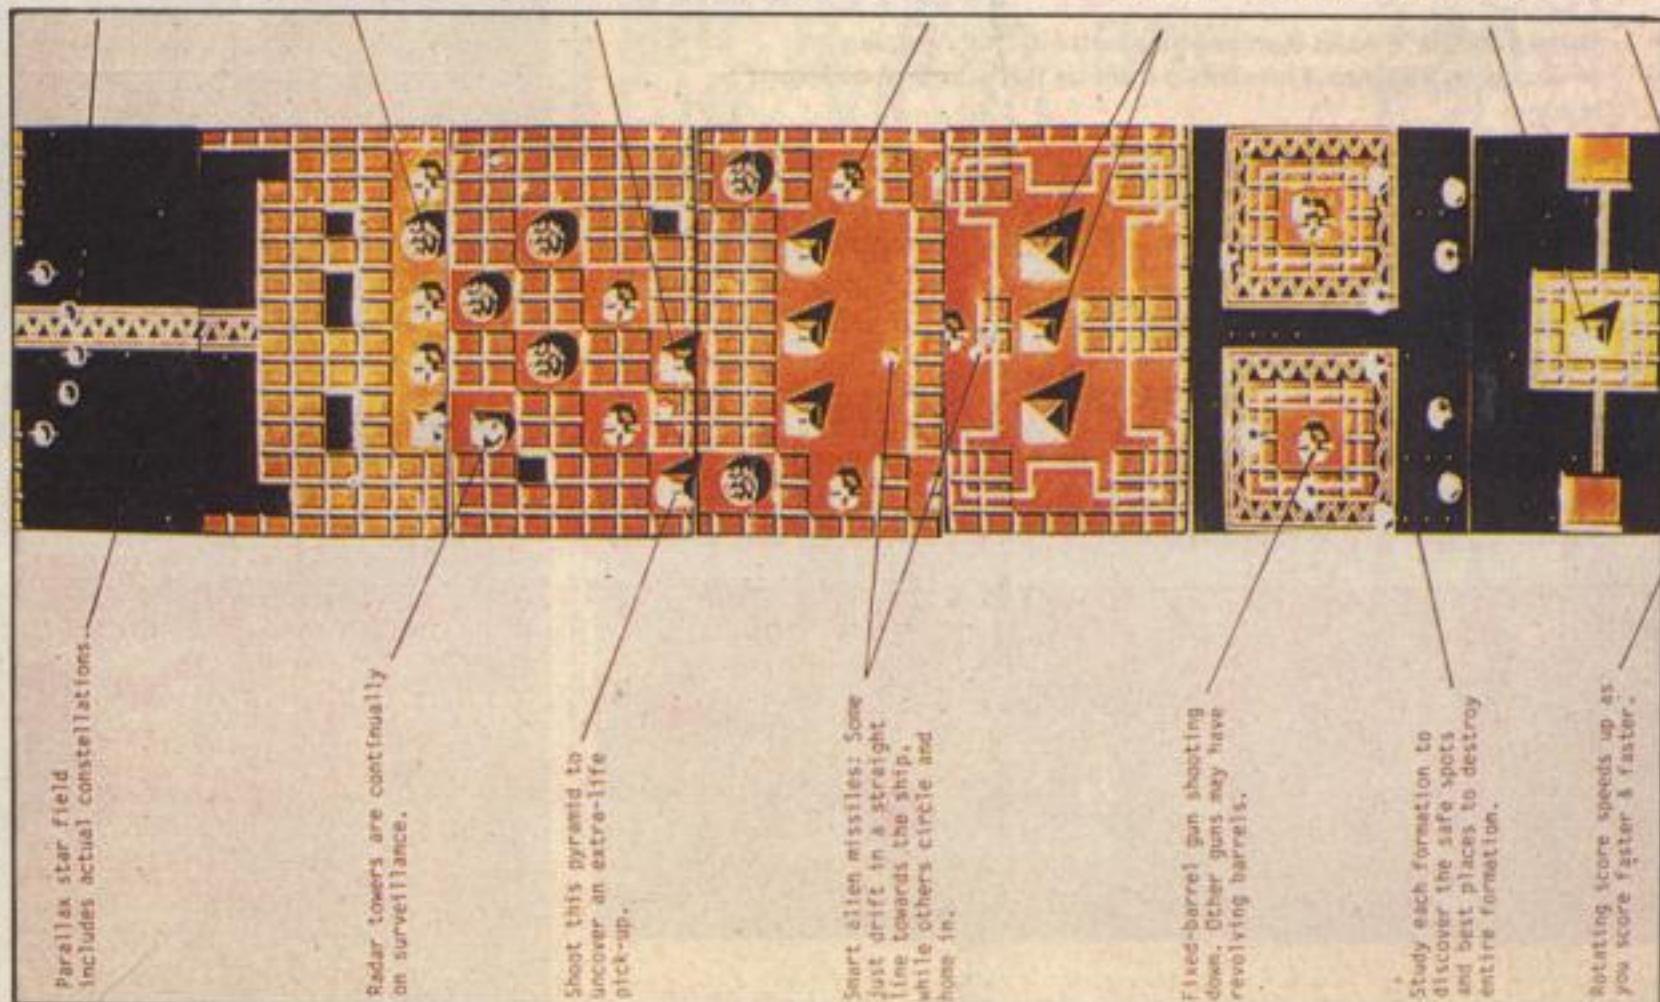 Parallax star field
includes actual constellations.
Radar towers are continually
on surveillance.
Shoot this pyramid to
uncover an extra-life
pick-up.
Smart alien missiles: Some
just drift in a straight
line towards the ship,
while others circle and
home in.
Fixed-barrel gun shooting
down. Other guns may have
revolving barrels.
Study each formation to
discover the safe spots
and best places to destroy
entire formation.
Rotating score speeds up as
you score faster & faster.